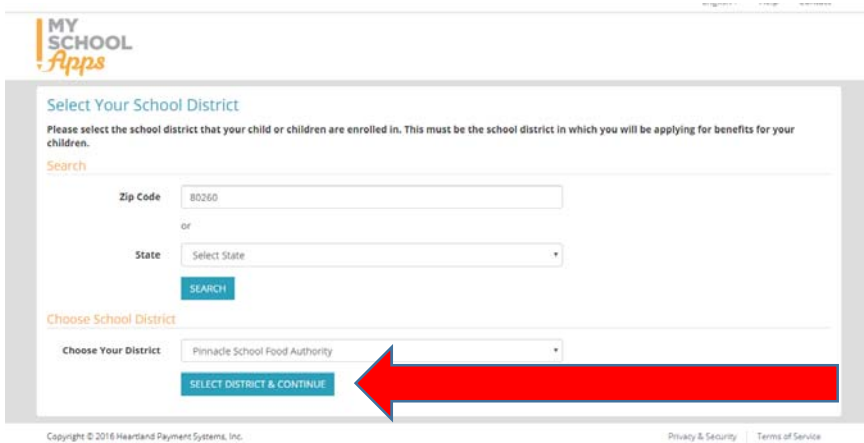 English Help Contact
MY
SCHOOL
Apps
Select Your School District
Please select the school district that your child or children are enrolled in. This must be the school district in which you will be applying for benefits for your
children.
Search
Zip Code 80260
or
State Select State
SEARCH
Choose School District
Choose Your District Pinnacle School Food Authority
SELECT DISTRICT & CONTINUE
Copyright © 2016 Heartland Payment Systems, Inc. Privacy & Security Terms of Service